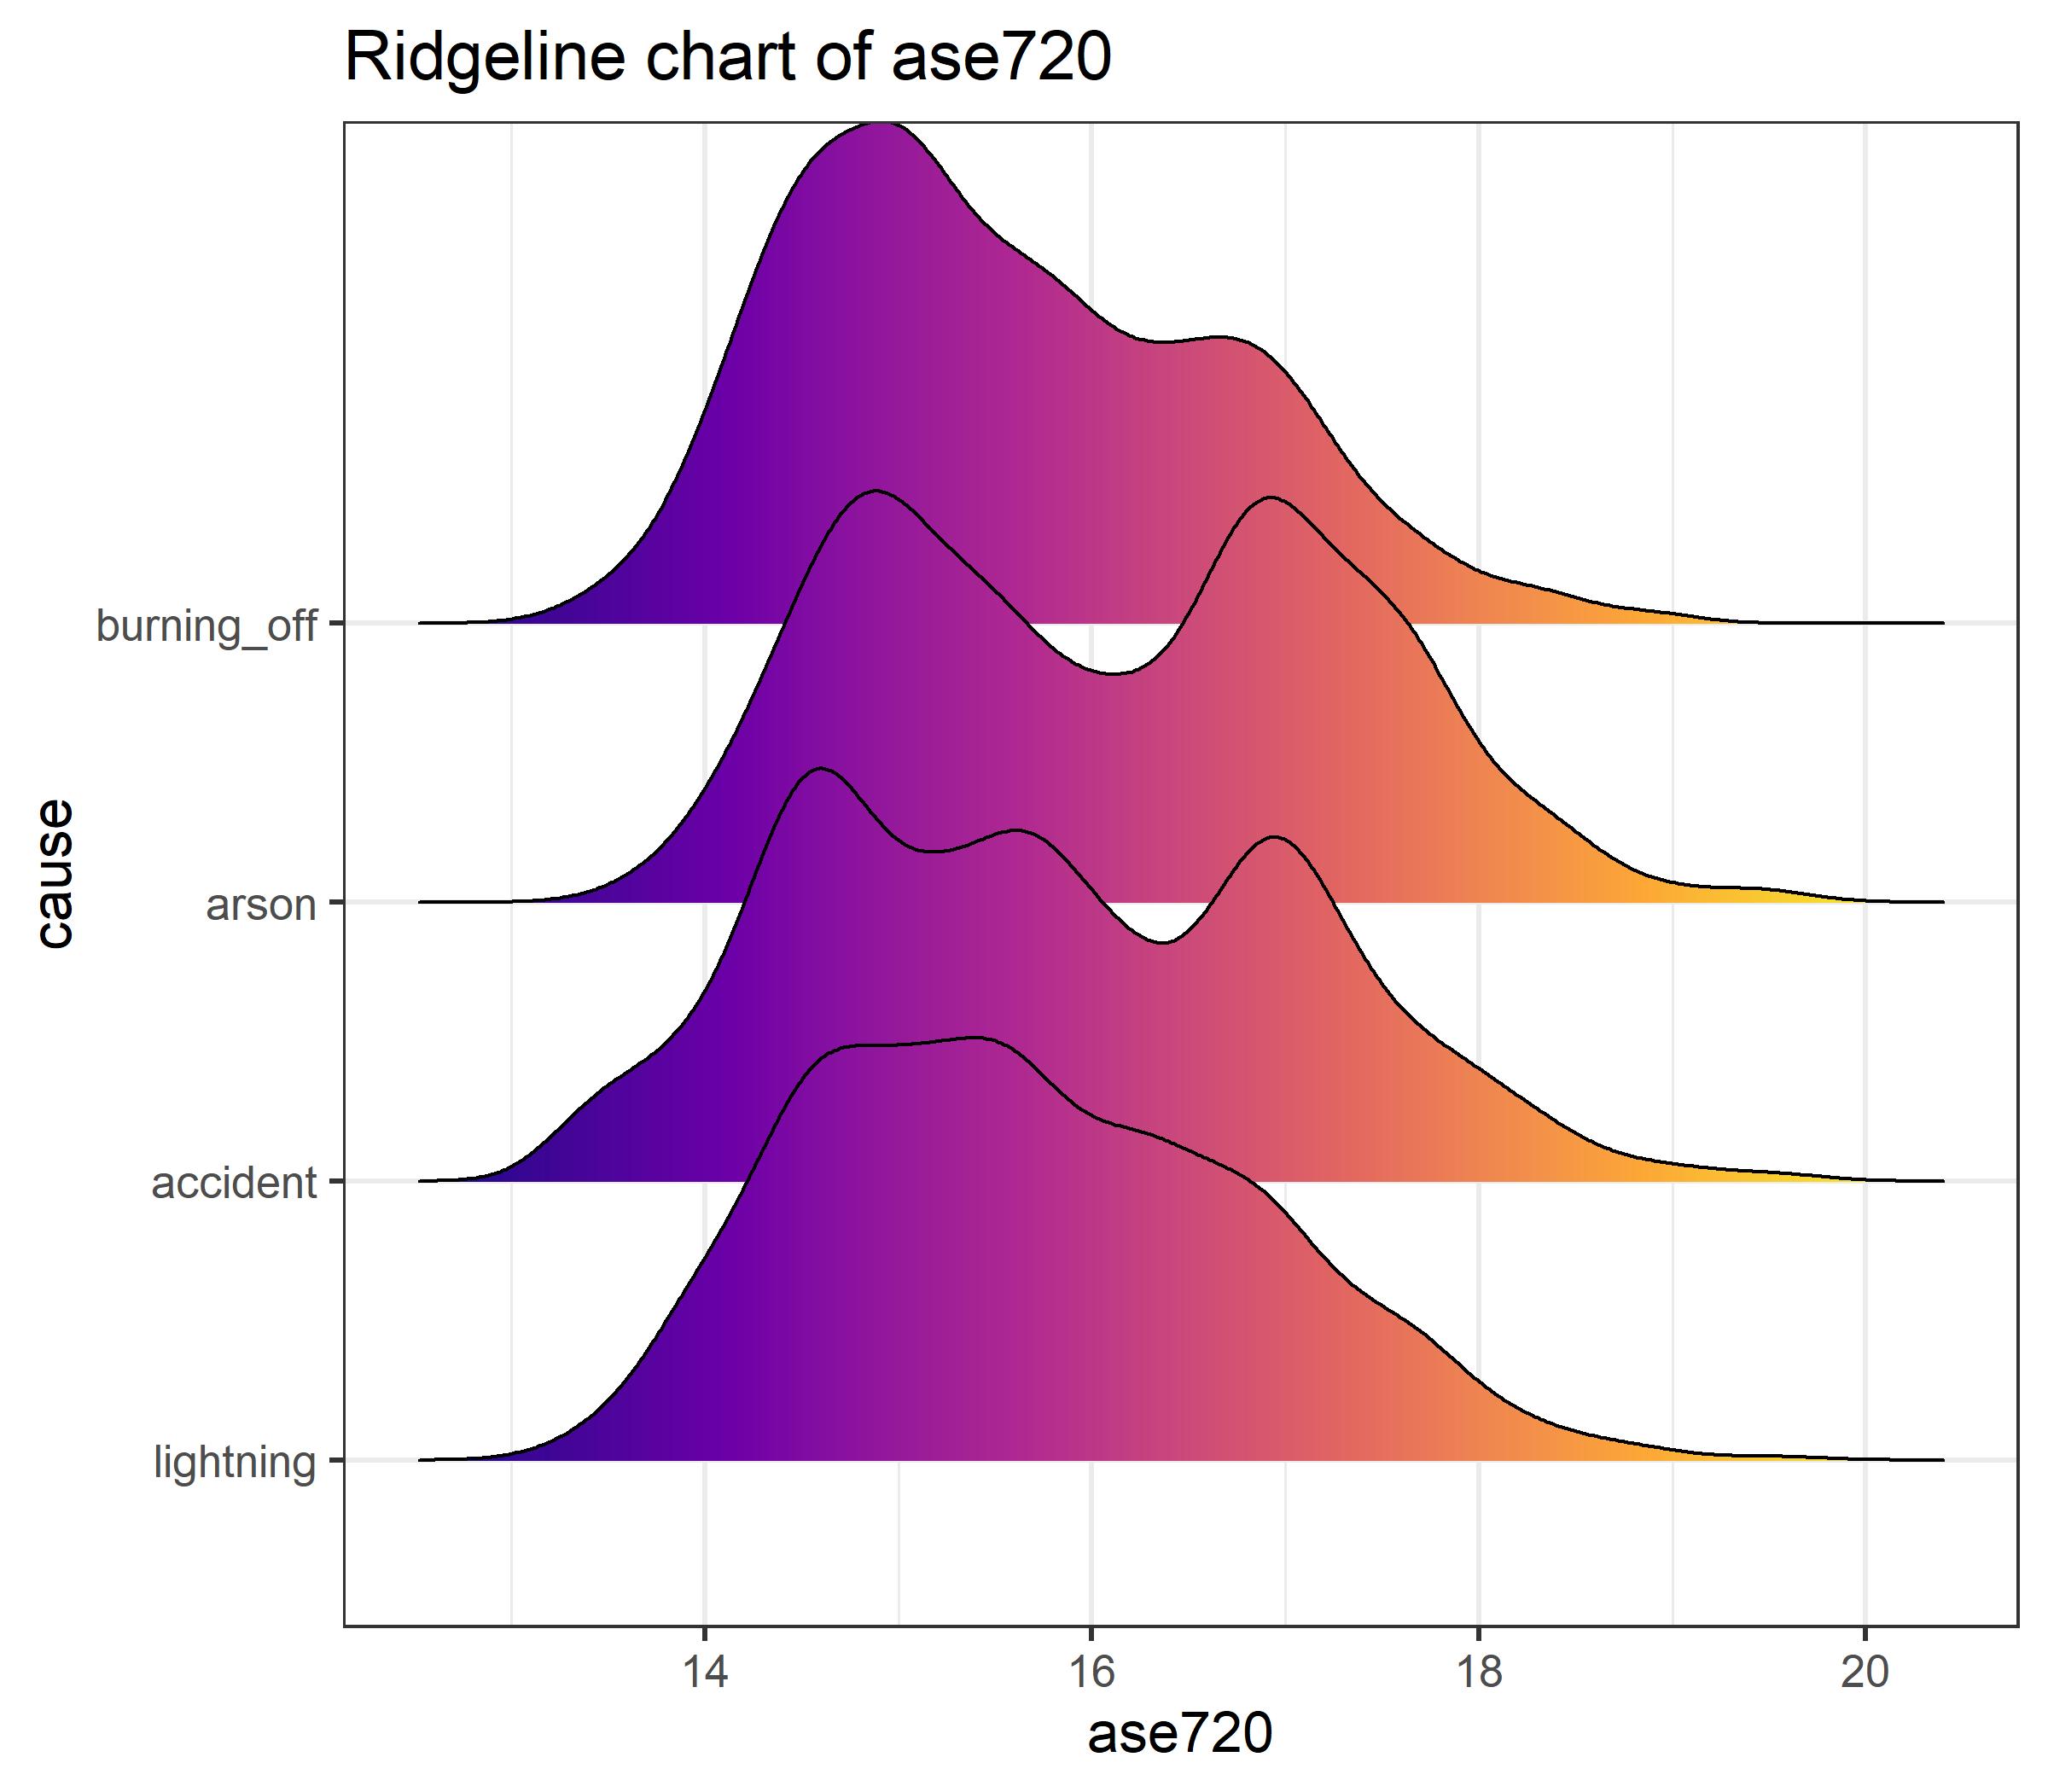 Ridgeline chart of ase720
cause
burning_off
arson
accident
lightning
14 16 18 20
ase720